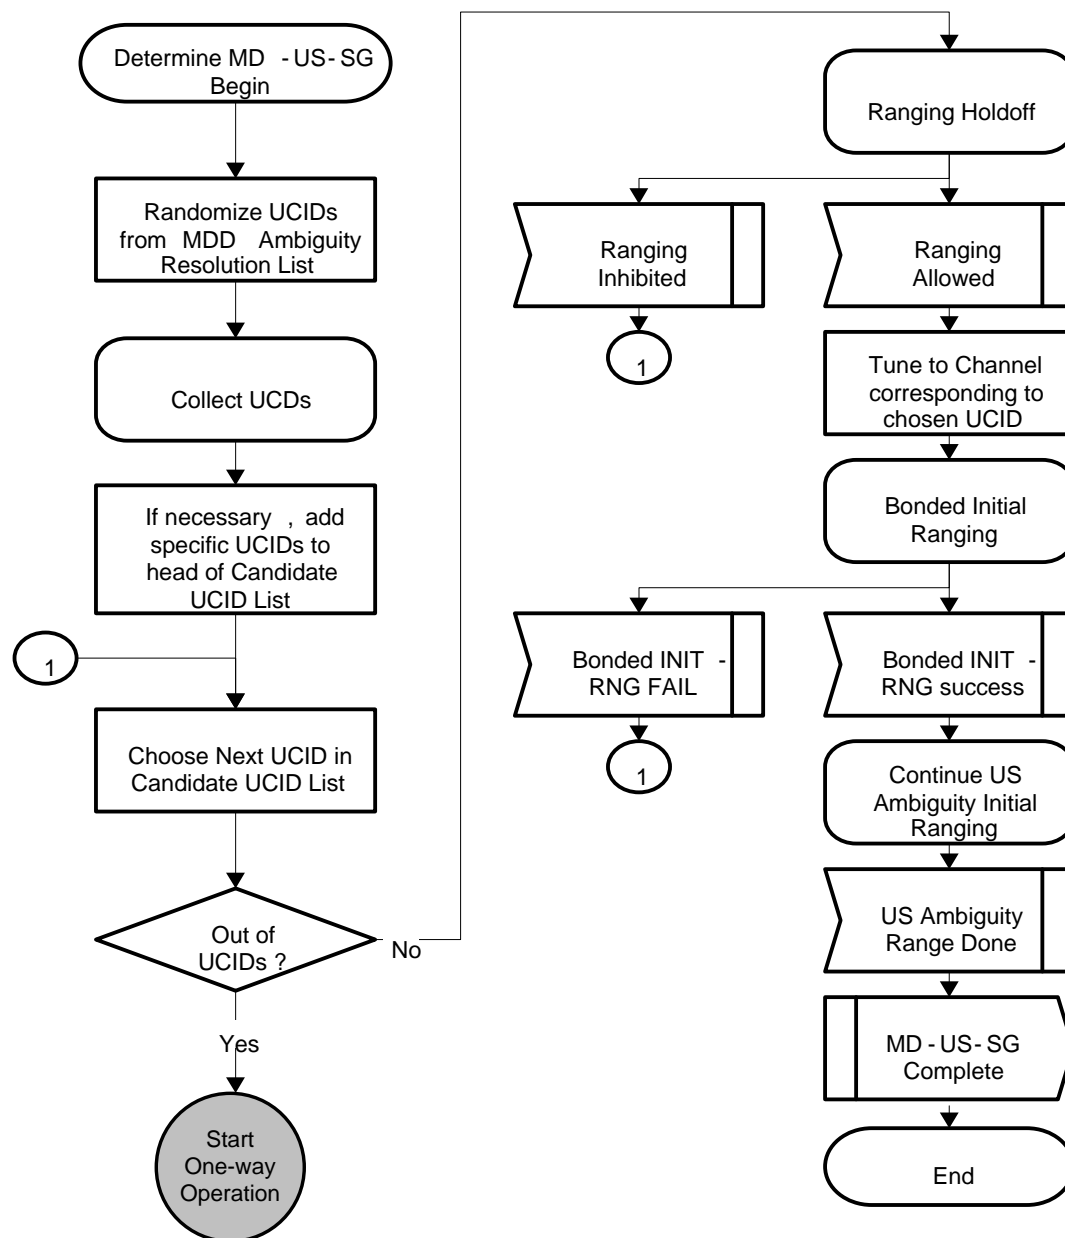 Determine MD - US- SG
Begin
Randomize UCIDs
from MDD Ambiguity
Resolution List
Collect UCDs
If necessary , add
specific UCIDs to
head of Candidate
UCID List
1
Choose Next UCID in
Candidate UCID List
Out of
UCIDs ?
No
Yes
Start
One-way
Operation
Ranging Holdoff
Ranging
Inhibited
1
Ranging
Allowed
Tune to Channel
corresponding to
chosen UCID
Bonded Initial
Ranging
Bonded INIT -
RNG FAIL
1
Bonded INIT -
RNG success
Continue US
Ambiguity Initial
Ranging
US Ambiguity
Range Done
MD - US- SG
Complete
End